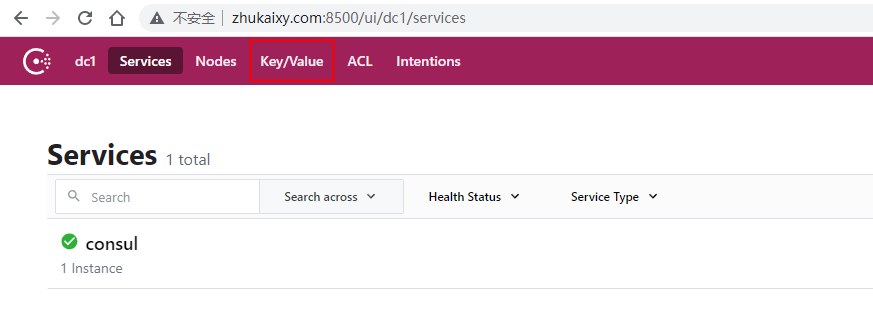 不安全 | zhukaixy.com:8500/ui/dc1/services
dc1 Services Nodes Key/Value ACL Intentions
Services 1 total
Search Search across Health Status Service Type
consul
1 Instance